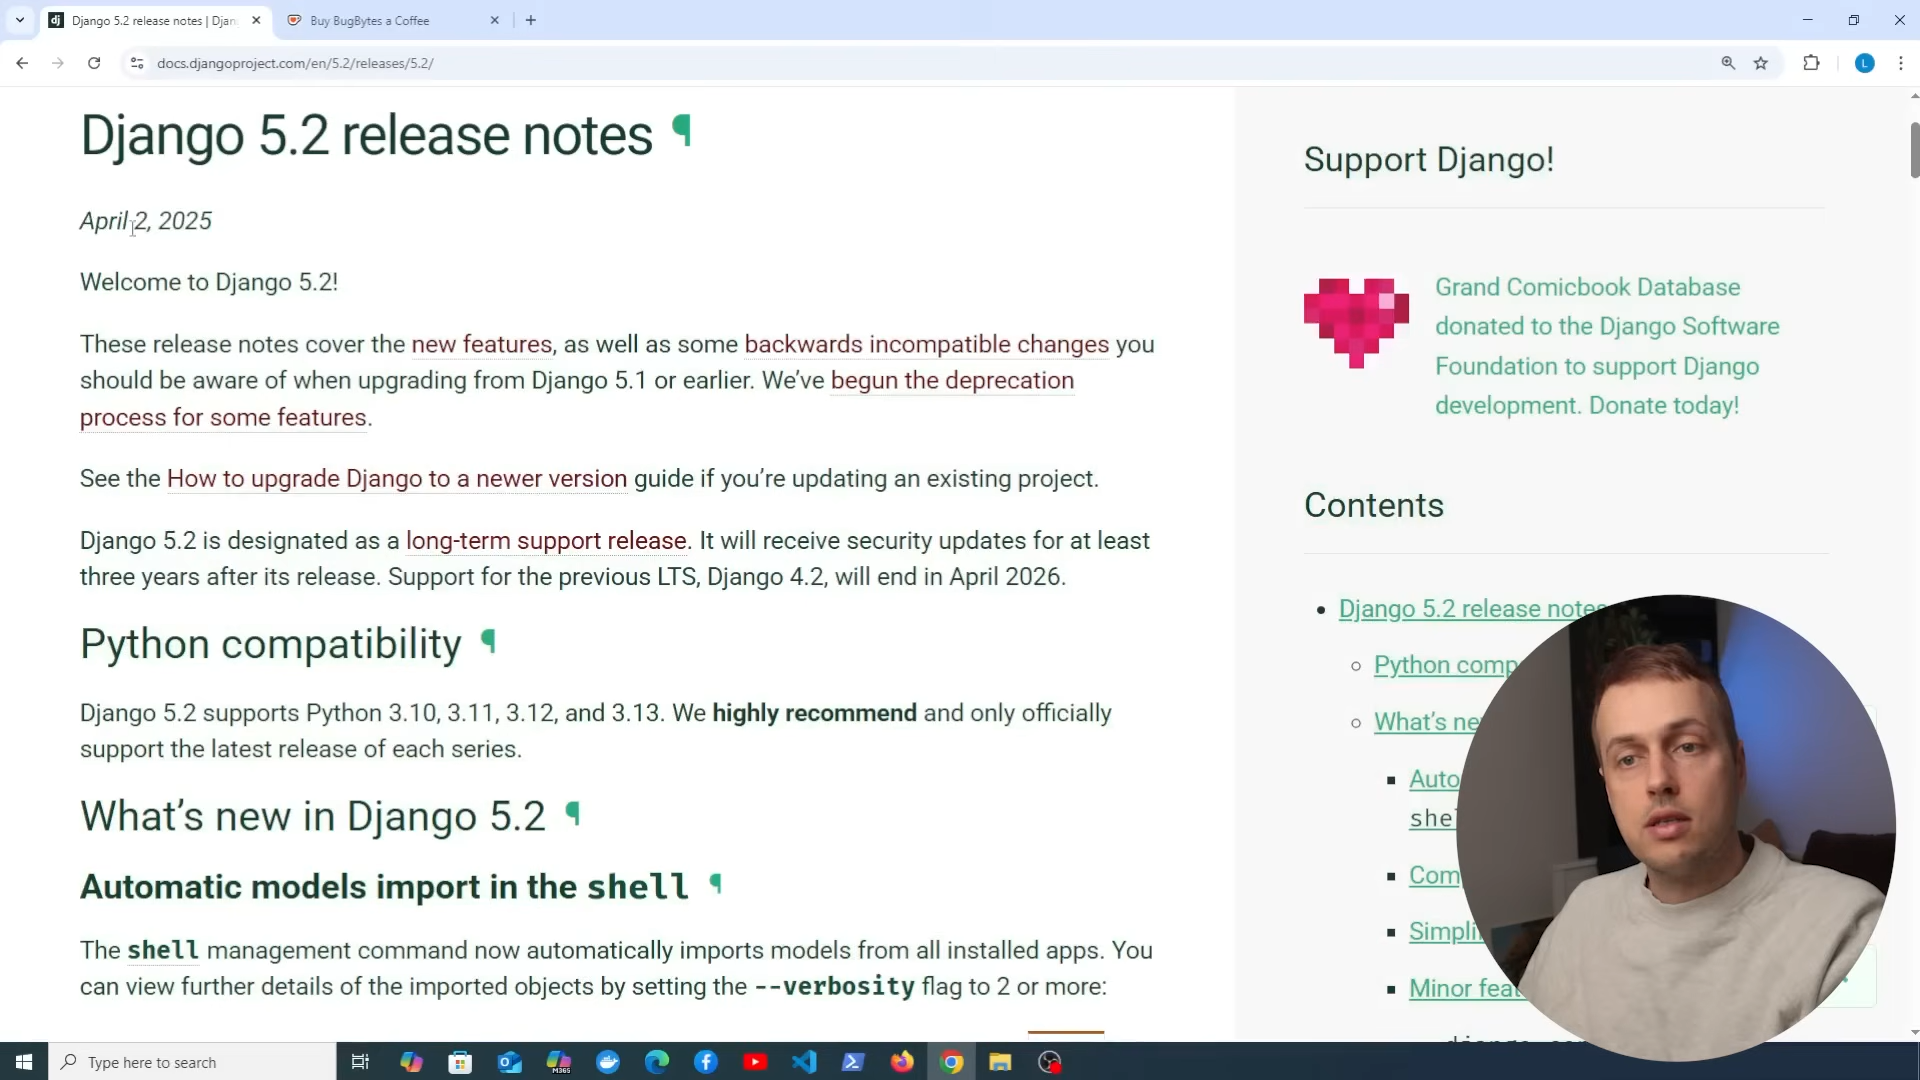 Django 5.2 release notes | Djan
Buy BugBytes a Coffee
docs.djangoproject.com/en/5.2/releases/5.2/
L
Django 5.2 release notes ¶
April 2, 2025
Welcome to Django 5.2!
These release notes cover the new features, as well as some backwards incompatible changes you
should be aware of when upgrading from Django 5.1 or earlier. We’ve begun the deprecation
process for some features.
See the How to upgrade Django to a newer version guide if you’re updating an existing project.
Django 5.2 is designated as a long-term support release. It will receive security updates for at least
three years after its release. Support for the previous LTS, Django 4.2, will end in April 2026.
Python compatibility ¶
Django 5.2 supports Python 3.10, 3.11, 3.12, and 3.13. We highly recommend and only officially
support the latest release of each series.
What’s new in Django 5.2 ¶
Automatic models import in the shell ¶
The shell management command now automatically imports models from all installed apps. You
can view further details of the imported objects by setting the --verbosity flag to 2 or more:
Support Django!
Grand Comicbook Database
donated to the Django Software
Foundation to support Django
development. Donate today!
Contents
Django 5.2 release notes
Python comp
What’s ne
Auto
shel
Com
Simpli
Minor feat
Type here to search